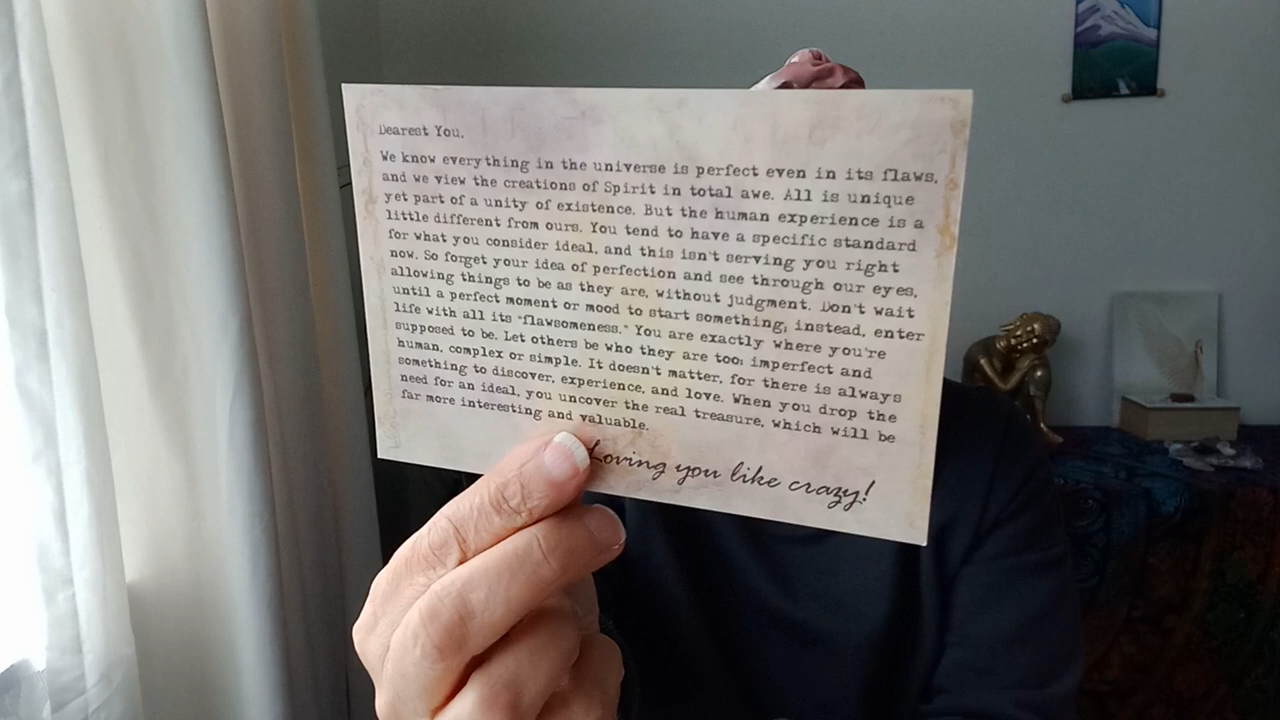 Dearest You,
We know everything in the universe is perfect even in its flaws,
and we view the creations of Spirit in total awe. All is unique
yet part of a unity of existence. But the human experience is a
little different from ours. You tend to have a specific standard
for what you consider ideal, and this isn't serving you right
now. So forget your idea of perfection and see through our eyes,
allowing things to be as they are, without judgment. Don't wait
until a perfect moment or mood to start something; instead, enter
life with all its "flawsomeness." You are exactly where you're
supposed to be. Let others be who they are too: imperfect and
human, complex or simple. It doesn't matter, for there is always
something to discover, experience, and love. When you drop the
need for an ideal, you uncover the real treasure, which will be
far more interesting and valuable.
Loving you like crazy!